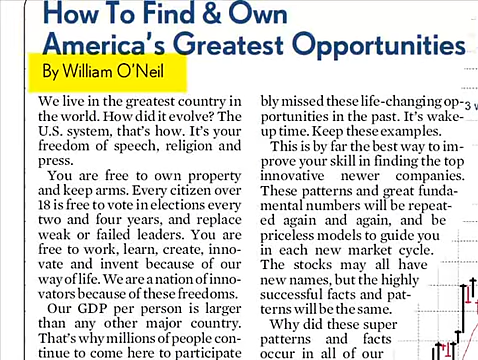 How To Find & Own
America's Greatest Opportunities
By William O'Neil
We live in the greatest country in
the world. How did it evolve? The
U.S. system, that's how. It's your
freedom of speech, religion and
press.
You are free to own property
and keep arms. Every citizen over
18 is free to vote in elections every
two and four years, and replace
weak or failed leaders. You are
free to work, learn, create, inno-
vate and invent because of our
way of life. We are a nation of inno-
vators because of these freedoms.
Our GDP per person is larger
than any other major country.
That's why millions of people con-
tinue to come here to participate
bly missed these life-changing op-
portunities in the past. It's wake-
up time. Keep these examples.
This is by far the best way to im-
prove your skill in finding the top
innovative newer companies.
These patterns and great funda-
mental numbers will be repeat-
ed again and again, and be
priceless models to guide you
in each new market cycle.
The stocks may all have
new names, but the highly
successful facts and pat-
terns will be the same.
Why did these super
patterns and facts
occur in all of our
3 w